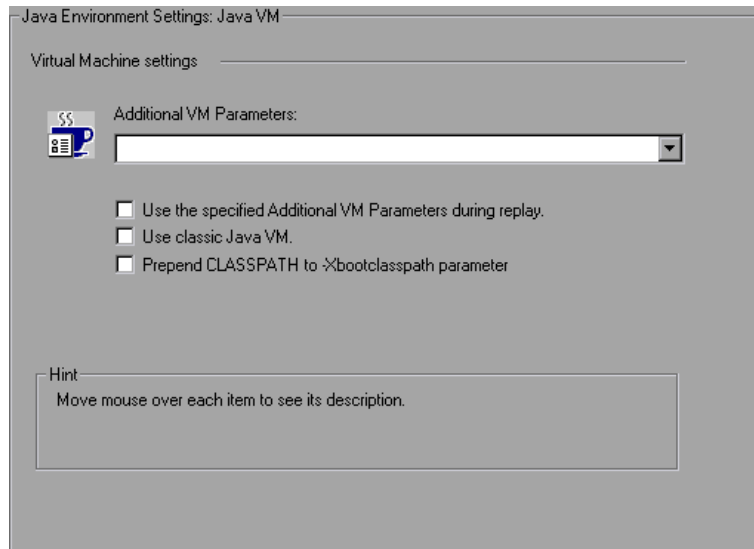 Java Environment Settings: Java VM
Virtual Machine settings
Additional VM Parameters:
Use the specified Additional VM Parameters during replay.
Use classic Java VM.
Prepend CLASSPATH to -Xbootclasspath parameter
Hint
Move mouse over each item to see its description.